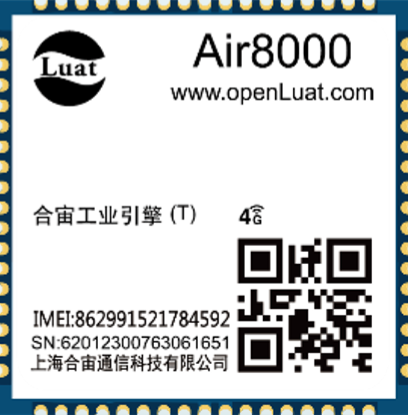 Luat
Air8000
www.openLuat.com
合宙工业引擎 (T) 4G
IMEI:862991521784592
SN:62012300763061651
上海合宙通信科技有限公司